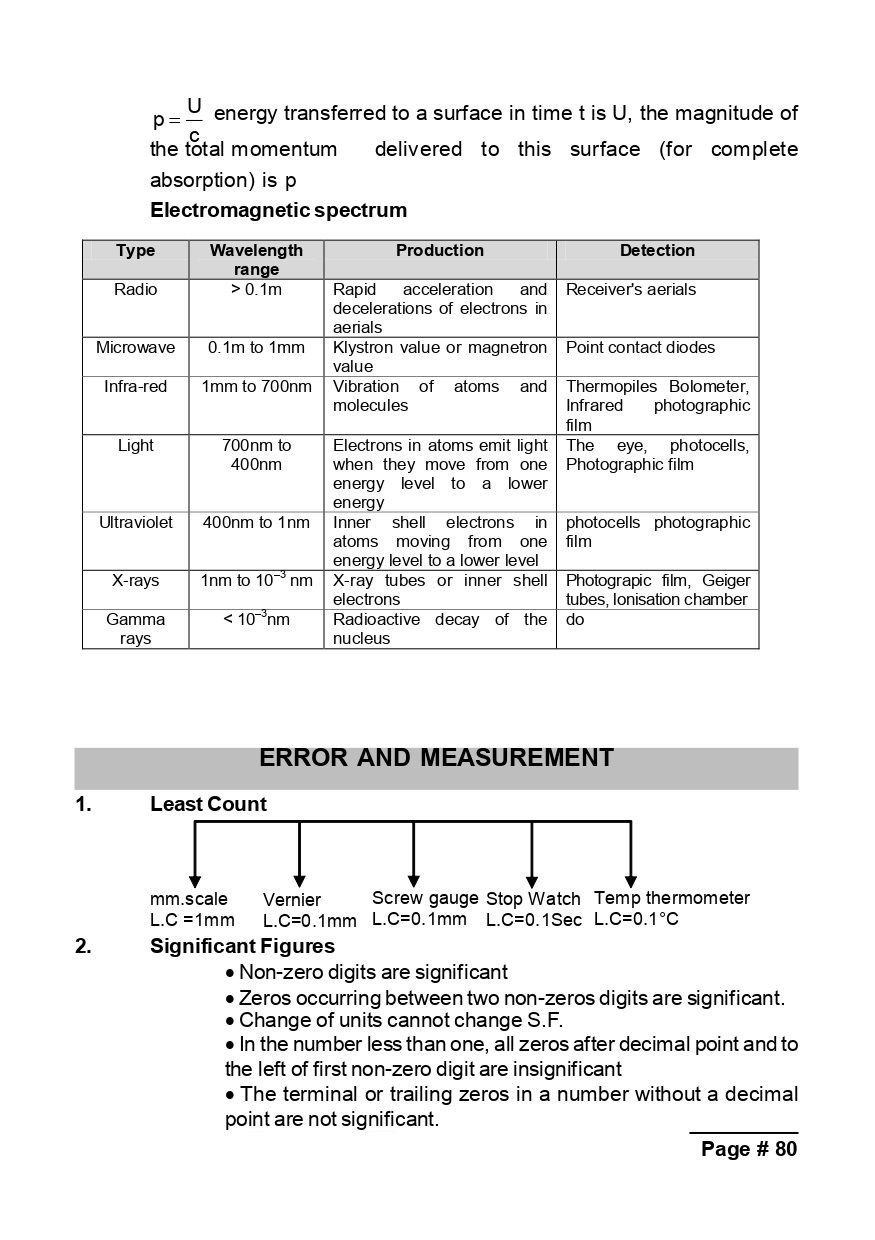 p = U/c energy transferred to a surface in time t is U, the magnitude of
the total momentum delivered to this surface (for complete
absorption) is p
Electromagnetic spectrum
Type Wavelength range Production Detection
Radio > 0.1m Rapid acceleration and decelerations of electrons in aerials Receiver's aerials
Microwave 0.1m to 1mm Klystron value or magnetron value Point contact diodes
Infra-red 1mm to 700nm Vibration of atoms and molecules Thermopiles Bolometer, Infrared photographic film
Light 700nm to 400nm Electrons in atoms emit light when they move from one energy level to a lower energy The eye, photocells, Photographic film
Ultraviolet 400nm to 1nm Inner shell electrons in atoms moving from one energy level to a lower level photocells photographic film
X-rays 1nm to 10⁻³ nm X-ray tubes or inner shell electrons Photograpic film, Geiger tubes, Ionisation chamber
Gamma rays < 10⁻³nm Radioactive decay of the nucleus do
ERROR AND MEASUREMENT
1. Least Count
mm.scale Vernier Screw gauge Stop Watch Temp thermometer
L.C =1mm L.C=0.1mm L.C=0.1mm L.C=0.1Sec L.C=0.1°C
2. Significant Figures
• Non-zero digits are significant
• Zeros occurring between two non-zeros digits are significant.
• Change of units cannot change S.F.
• In the number less than one, all zeros after decimal point and to
the left of first non-zero digit are insignificant
• The terminal or trailing zeros in a number without a decimal
point are not significant.
Page # 80